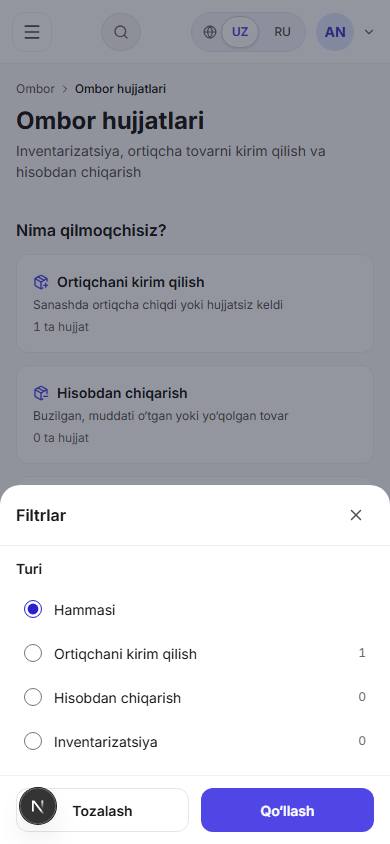 UZ RU AN
Ombor > Ombor hujjatlari
Ombor hujjatlari
Inventarizatsiya, ortiqcha tovarni kirim qilish va
hisobdan chiqarish
Nima qilmoqchisiz?
Ortiqchani kirim qilish
Sanashda ortiqcha chiqdi yoki hujjatsiz keldi
1 ta hujjat
Hisobdan chiqarish
Buzilgan, muddati o‘tgan yoki yo‘qolgan tovar
0 ta hujjat
Filtrlar
Turi
Hammasi
Ortiqchani kirim qilish 1
Hisobdan chiqarish 0
Inventarizatsiya 0
N Tozalash Qo‘llash